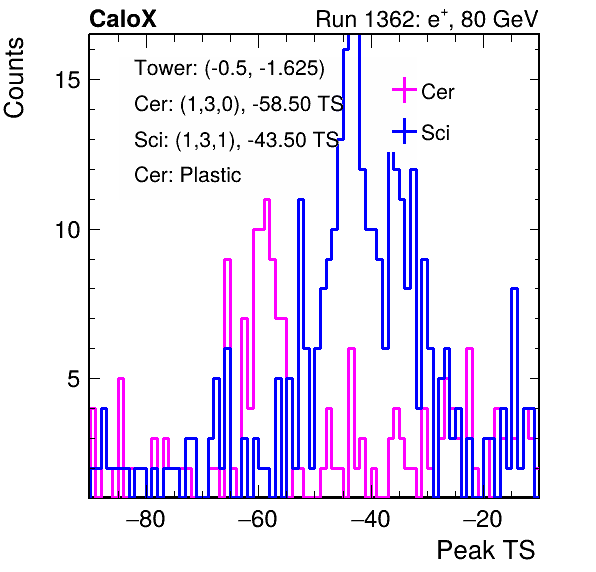 CaloX Run 1362: e⁺, 80 GeV
Counts
Tower: (-0.5, -1.625)
Cer: (1,3,0), -58.50 TS
Sci: (1,3,1), -43.50 TS
Cer: Plastic
Cer
Sci
15
10
5
−80 −60 −40 −20
Peak TS